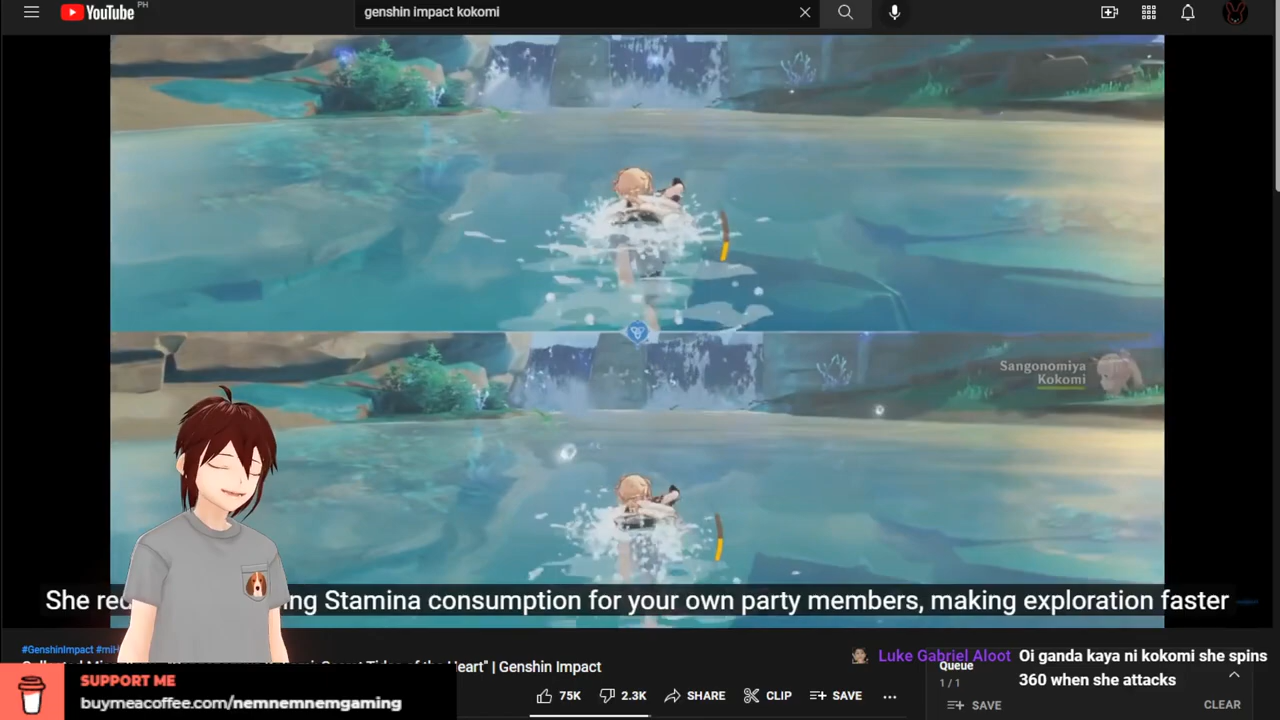 YouTube PH
genshin impact kokomi
Sangonomiya
Kokomi
She ing Stamina consumption for your own party members, making exploration faster
#GenshinImpact
Heart" | Genshin Impact
75K 2.3K SHARE CLIP SAVE
SUPPORT ME
buymeacoffee.com/nemnemnemgaming
Luke Gabriel Aloot Oi ganda kaya ni kokomi she spins
360 when she attacks
Queue
1 / 1
SAVE CLEAR